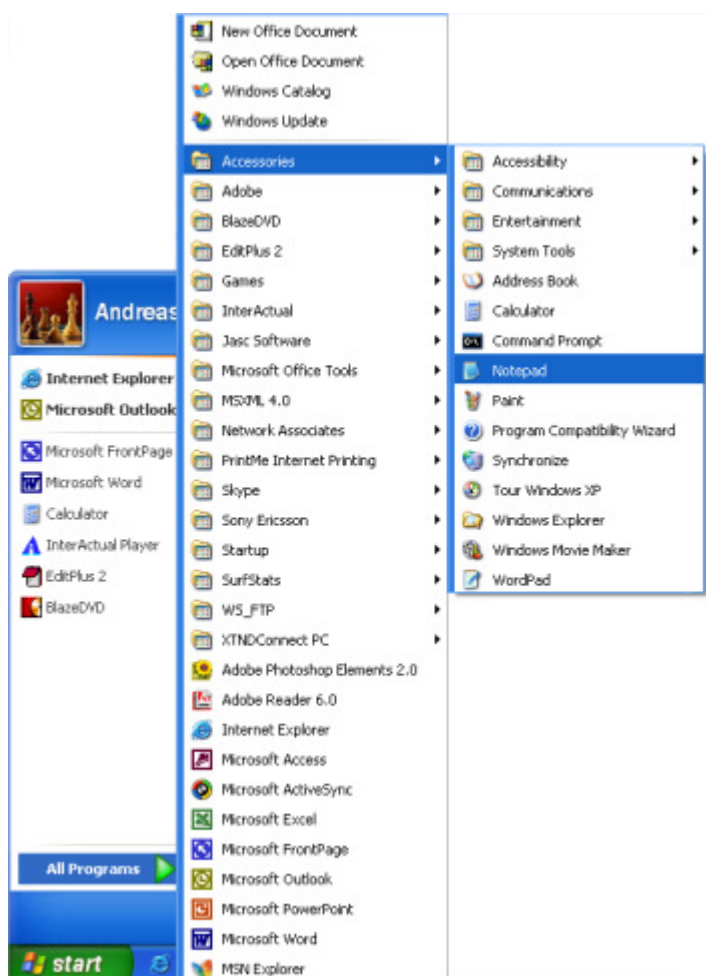 New Office Document
Open Office Document
Windows Catalog
Windows Update
Accessories
Adobe
BlazeDVD
EditPlus 2
Games
InterActual
Jasc Software
Microsoft Office Tools
MSXML 4.0
Network Associates
PrintMe Internet Printing
Skype
Sony Ericsson
Startup
SurfStats
WS_FTP
XTNDConnect PC
Adobe Photoshop Elements 2.0
Adobe Reader 6.0
Internet Explorer
Microsoft Access
Microsoft ActiveSync
Microsoft Excel
Microsoft FrontPage
Microsoft Outlook
Microsoft PowerPoint
Microsoft Word
MSN Explorer
Accessibility
Communications
Entertainment
System Tools
Address Book
Calculator
Command Prompt
Notepad
Paint
Program Compatibility Wizard
Synchronize
Tour Windows XP
Windows Explorer
Windows Movie Maker
WordPad
Andreas
Internet Explorer
Microsoft Outlook
Microsoft FrontPage
Microsoft Word
Calculator
InterActual Player
EditPlus 2
BlazeDVD
All Programs
start